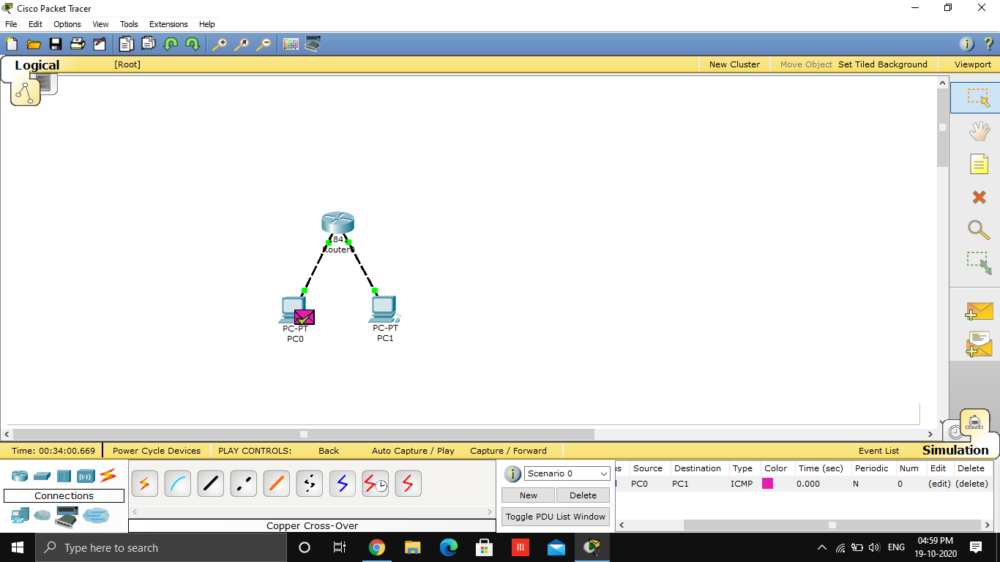 Cisco Packet Tracer
File Edit Options View Tools Extensions Help
Logical [Root] New Cluster Move Object Set Tiled Background Viewport
1841
Router0
PC-PT
PC0
PC-PT
PC1
Time: 00:34:00.669 Power Cycle Devices PLAY CONTROLS: Back Auto Capture / Play Capture / Forward Event List Simulation
Scenario 0
New Delete
Toggle PDU List Window
Connections
Copper Cross-Over
Source Destination Type Color Time (sec) Periodic Num Edit Delete
PC0 PC1 ICMP 0.000 N 0 (edit) (delete)
Type here to search
ENG
04:59 PM
19-10-2020